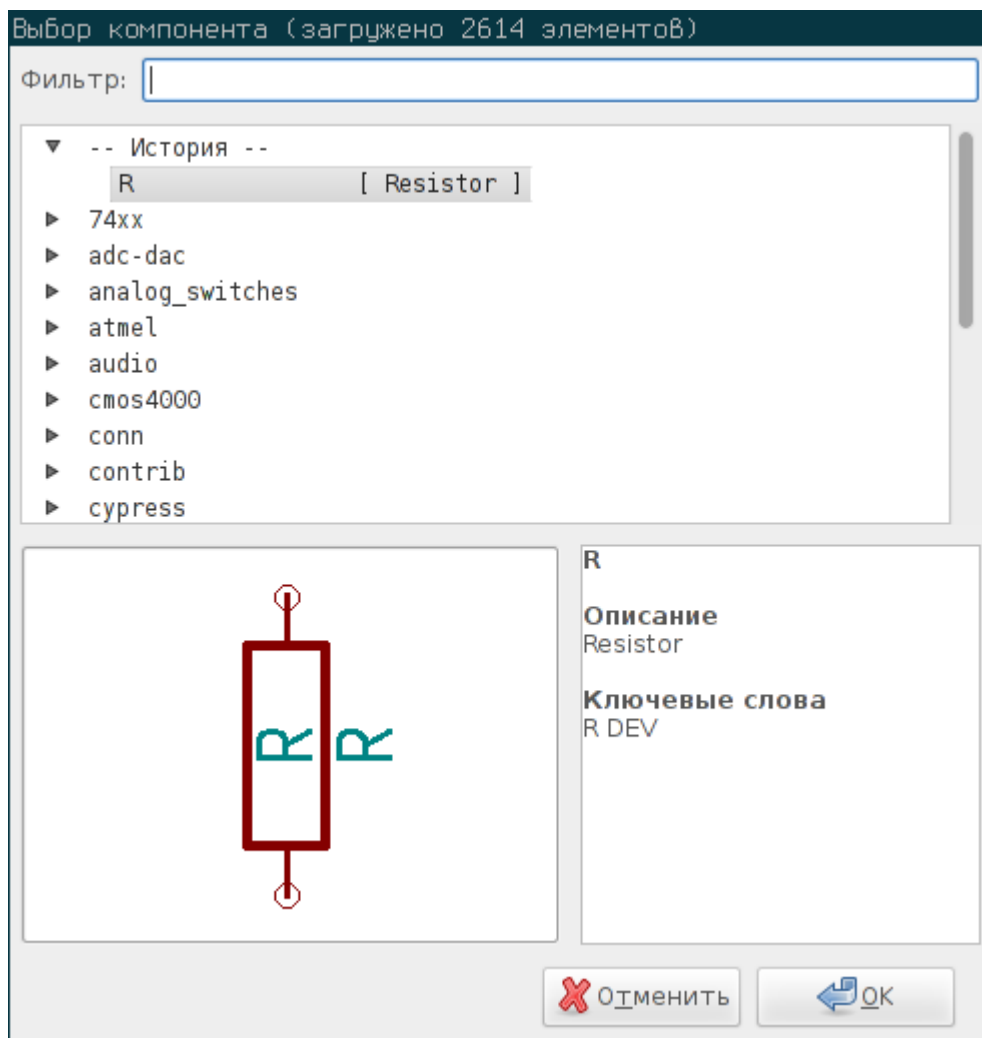 Выбор компонента (загружено 2614 элементов)
Фильтр:
-- История --
R [ Resistor ]
74xx
adc-dac
analog_switches
atmel
audio
cmos4000
conn
contrib
cypress
R R
R
Описание
Resistor
Ключевые слова
R DEV
Отменить
OK